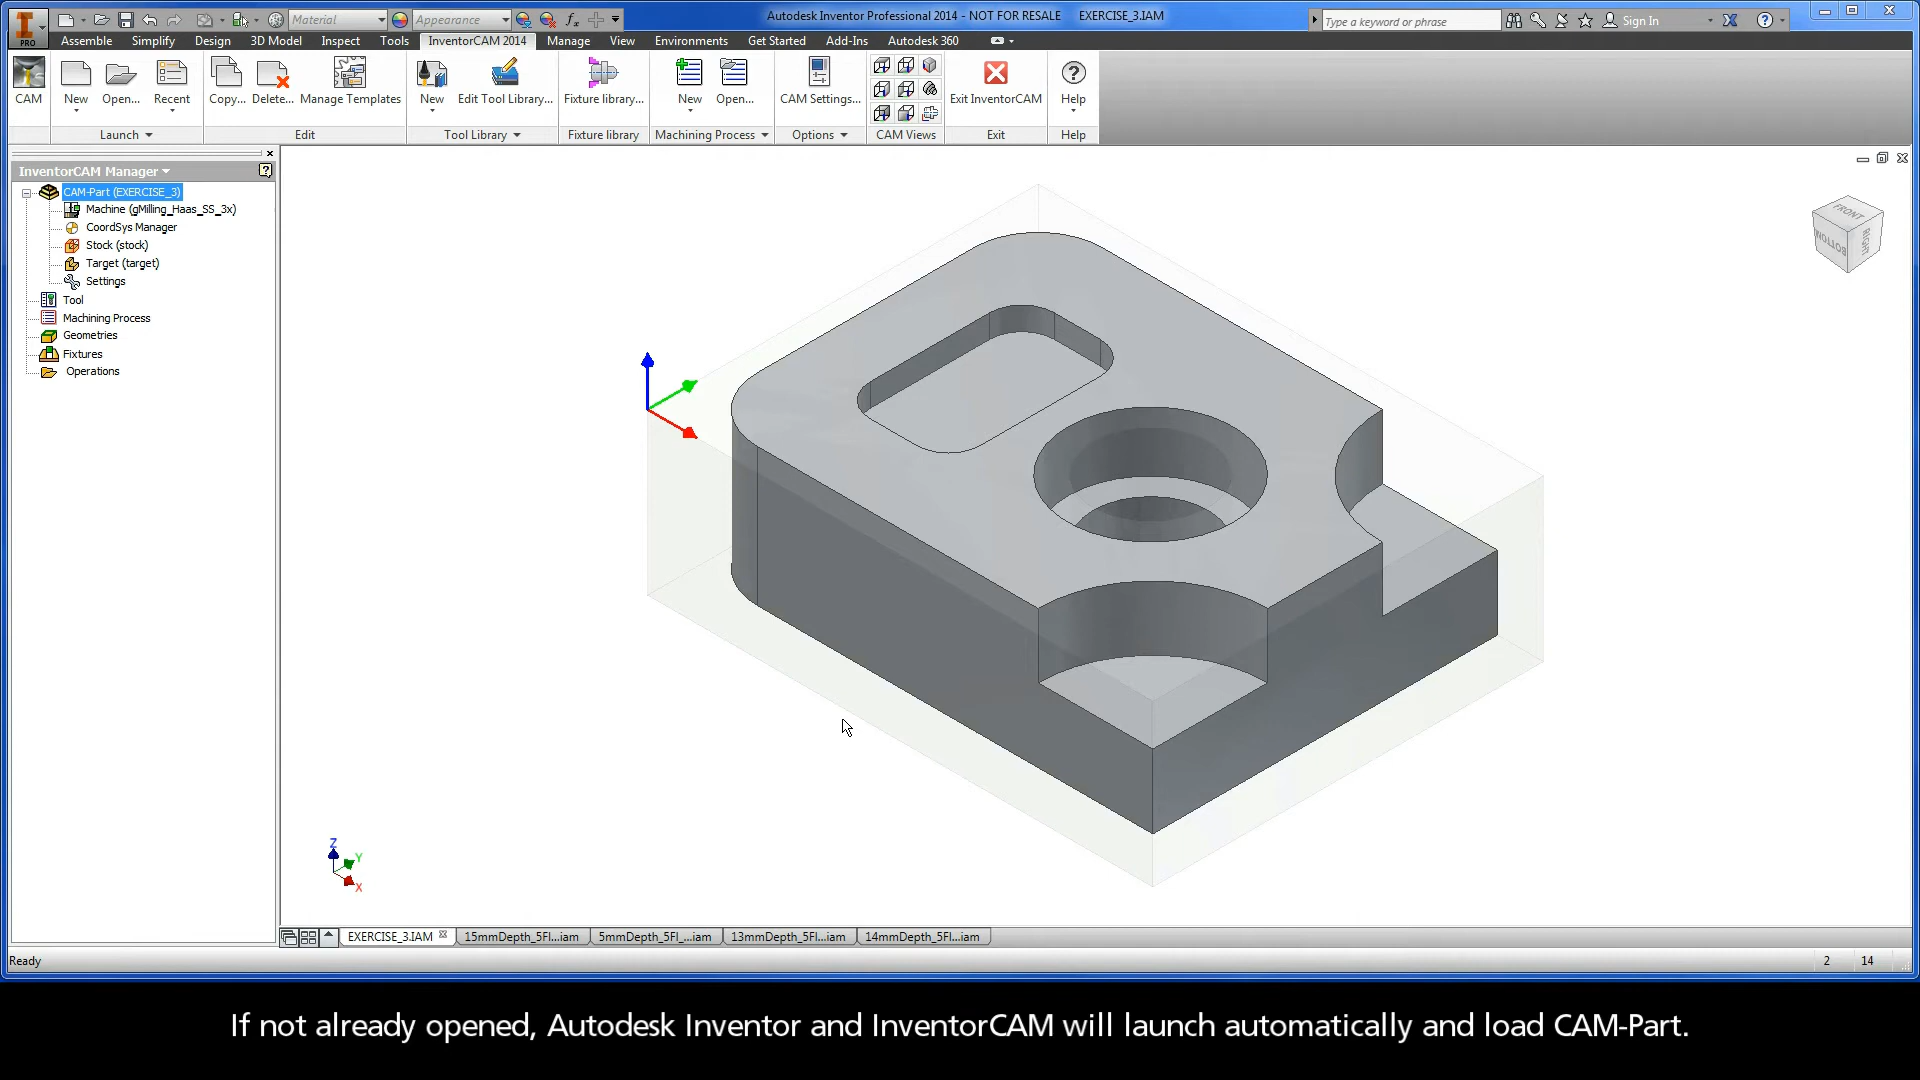 Material
Appearance
Autodesk Inventor Professional 2014 - NOT FOR RESALE EXERCISE_3.IAM
Type a keyword or phrase
Sign In
PRO
Assemble Simplify Design 3D Model Inspect Tools InventorCAM 2014 Manage View Environments Get Started Add-Ins Autodesk 360
CAM New Open... Recent Copy... Delete... Manage Templates New Edit Tool Library... Fixture library... New Open... CAM Settings... Exit InventorCAM Help
Launch Edit Tool Library Fixture library Machining Process Options CAM Views Exit Help
InventorCAM Manager
CAM-Part (EXERCISE_3)
Machine (gMilling_Haas_SS_3x)
CoordSys Manager
Stock (stock)
Target (target)
Settings
Tool
Machining Process
Geometries
Fixtures
Operations
FRONT
BOTTOM
RIGHT
Z
Y
X
EXERCISE_3.IAM 15mmDepth_5Fl...iam 5mmDepth_5Fl_...iam 13mmDepth_5Fl...iam 14mmDepth_5Fl...iam
Ready 2 14
If not already opened, Autodesk Inventor and InventorCAM will launch automatically and load CAM-Part.